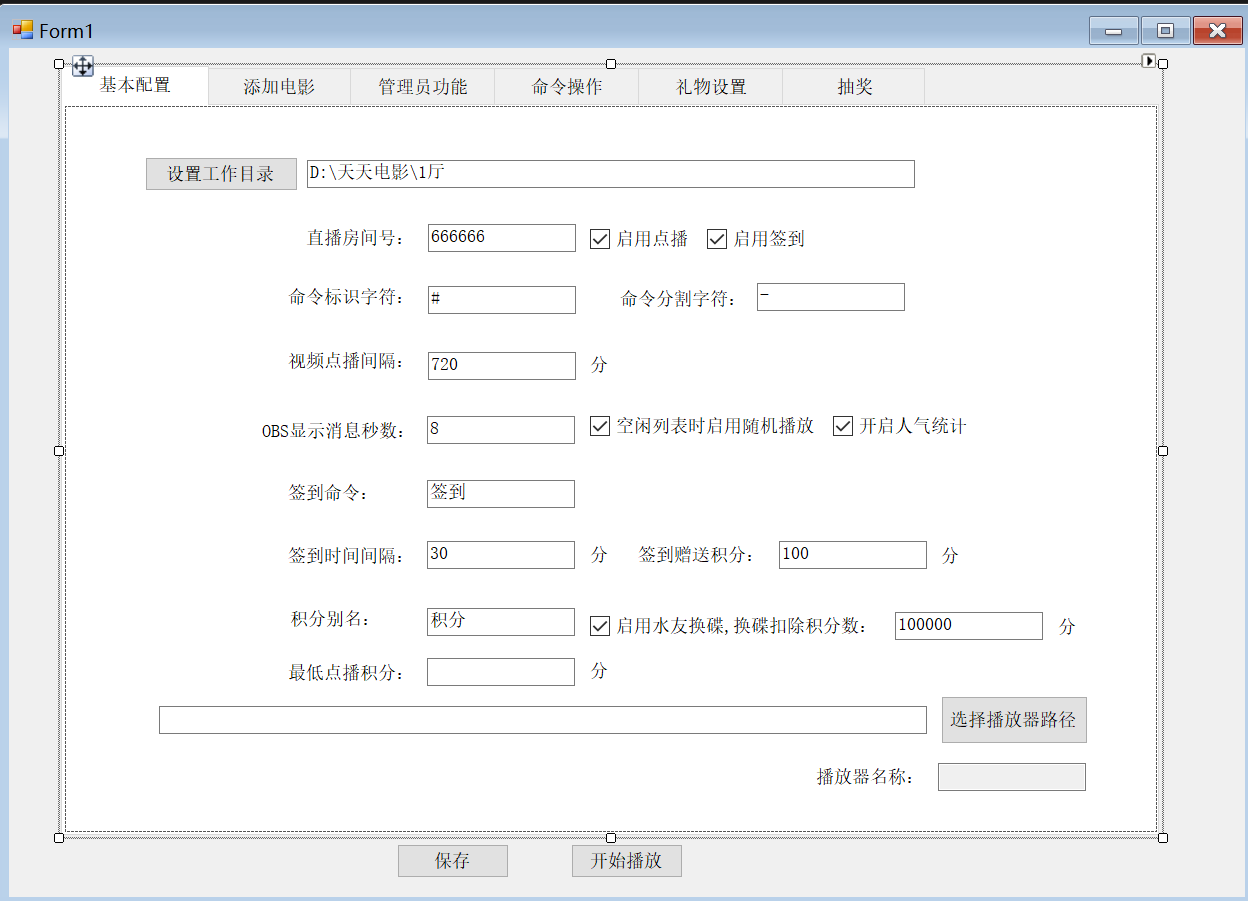 Form1
基本配置 添加电影 管理员功能 命令操作 礼物设置 抽奖
设置工作目录 D:\天天电影\1厅
直播房间号： 666666 启用点播 启用签到
命令标识字符： # 命令分割字符： -
视频点播间隔： 720 分
OBS显示消息秒数： 8 空闲列表时启用随机播放 开启人气统计
签到命令： 签到
签到时间间隔： 30 分 签到赠送积分： 100 分
积分别名： 积分 启用水友换碟,换碟扣除积分数： 100000 分
最低点播积分： 分
选择播放器路径
播放器名称：
保存 开始播放